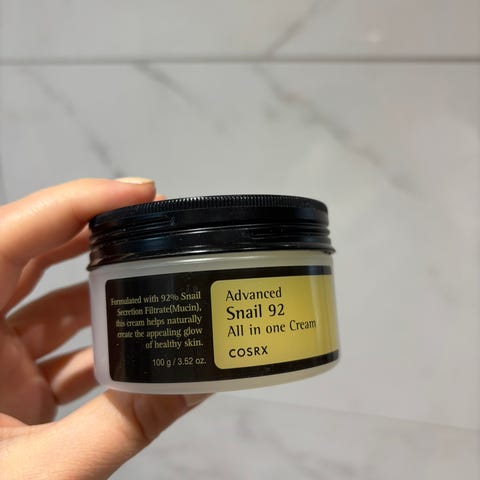 Formulated with 92% Snail
Secretion Filtrate(Mucin),
this cream helps naturally
create the appealing glow
of healthy skin.
100 g / 3.52 oz.
Advanced
Snail 92
All in one Cream
COSRX